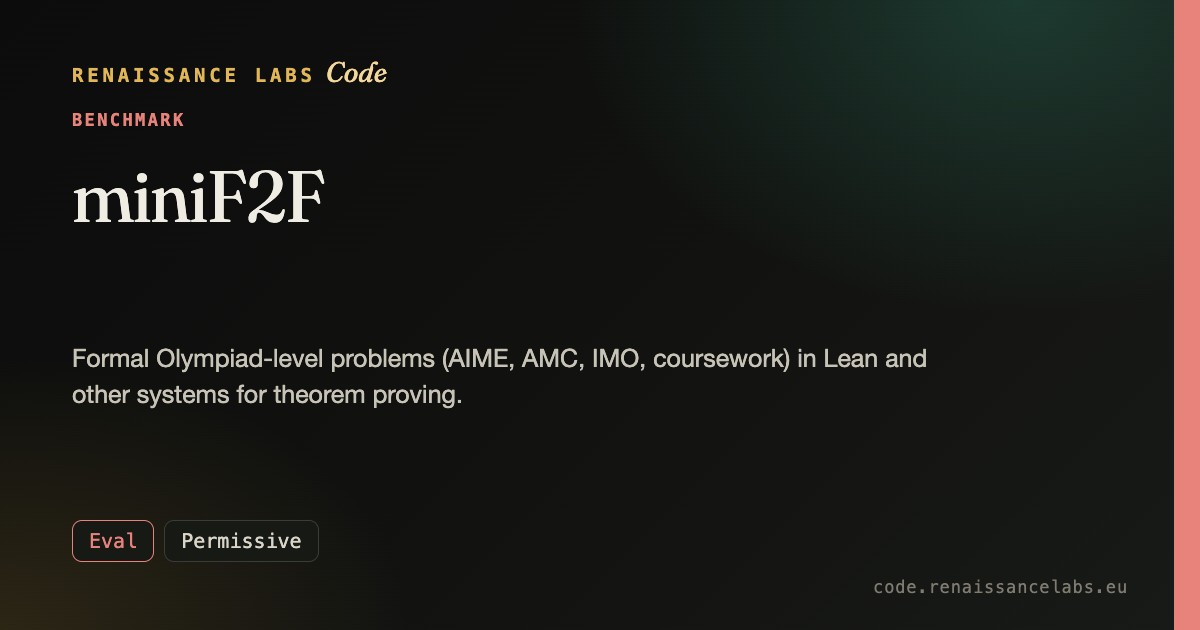 RENAISSANCE LABS Code
BENCHMARK
miniF2F
Formal Olympiad-level problems (AIME, AMC, IMO, coursework) in Lean and
other systems for theorem proving.
Eval Permissive
code.renaissancelabs.eu